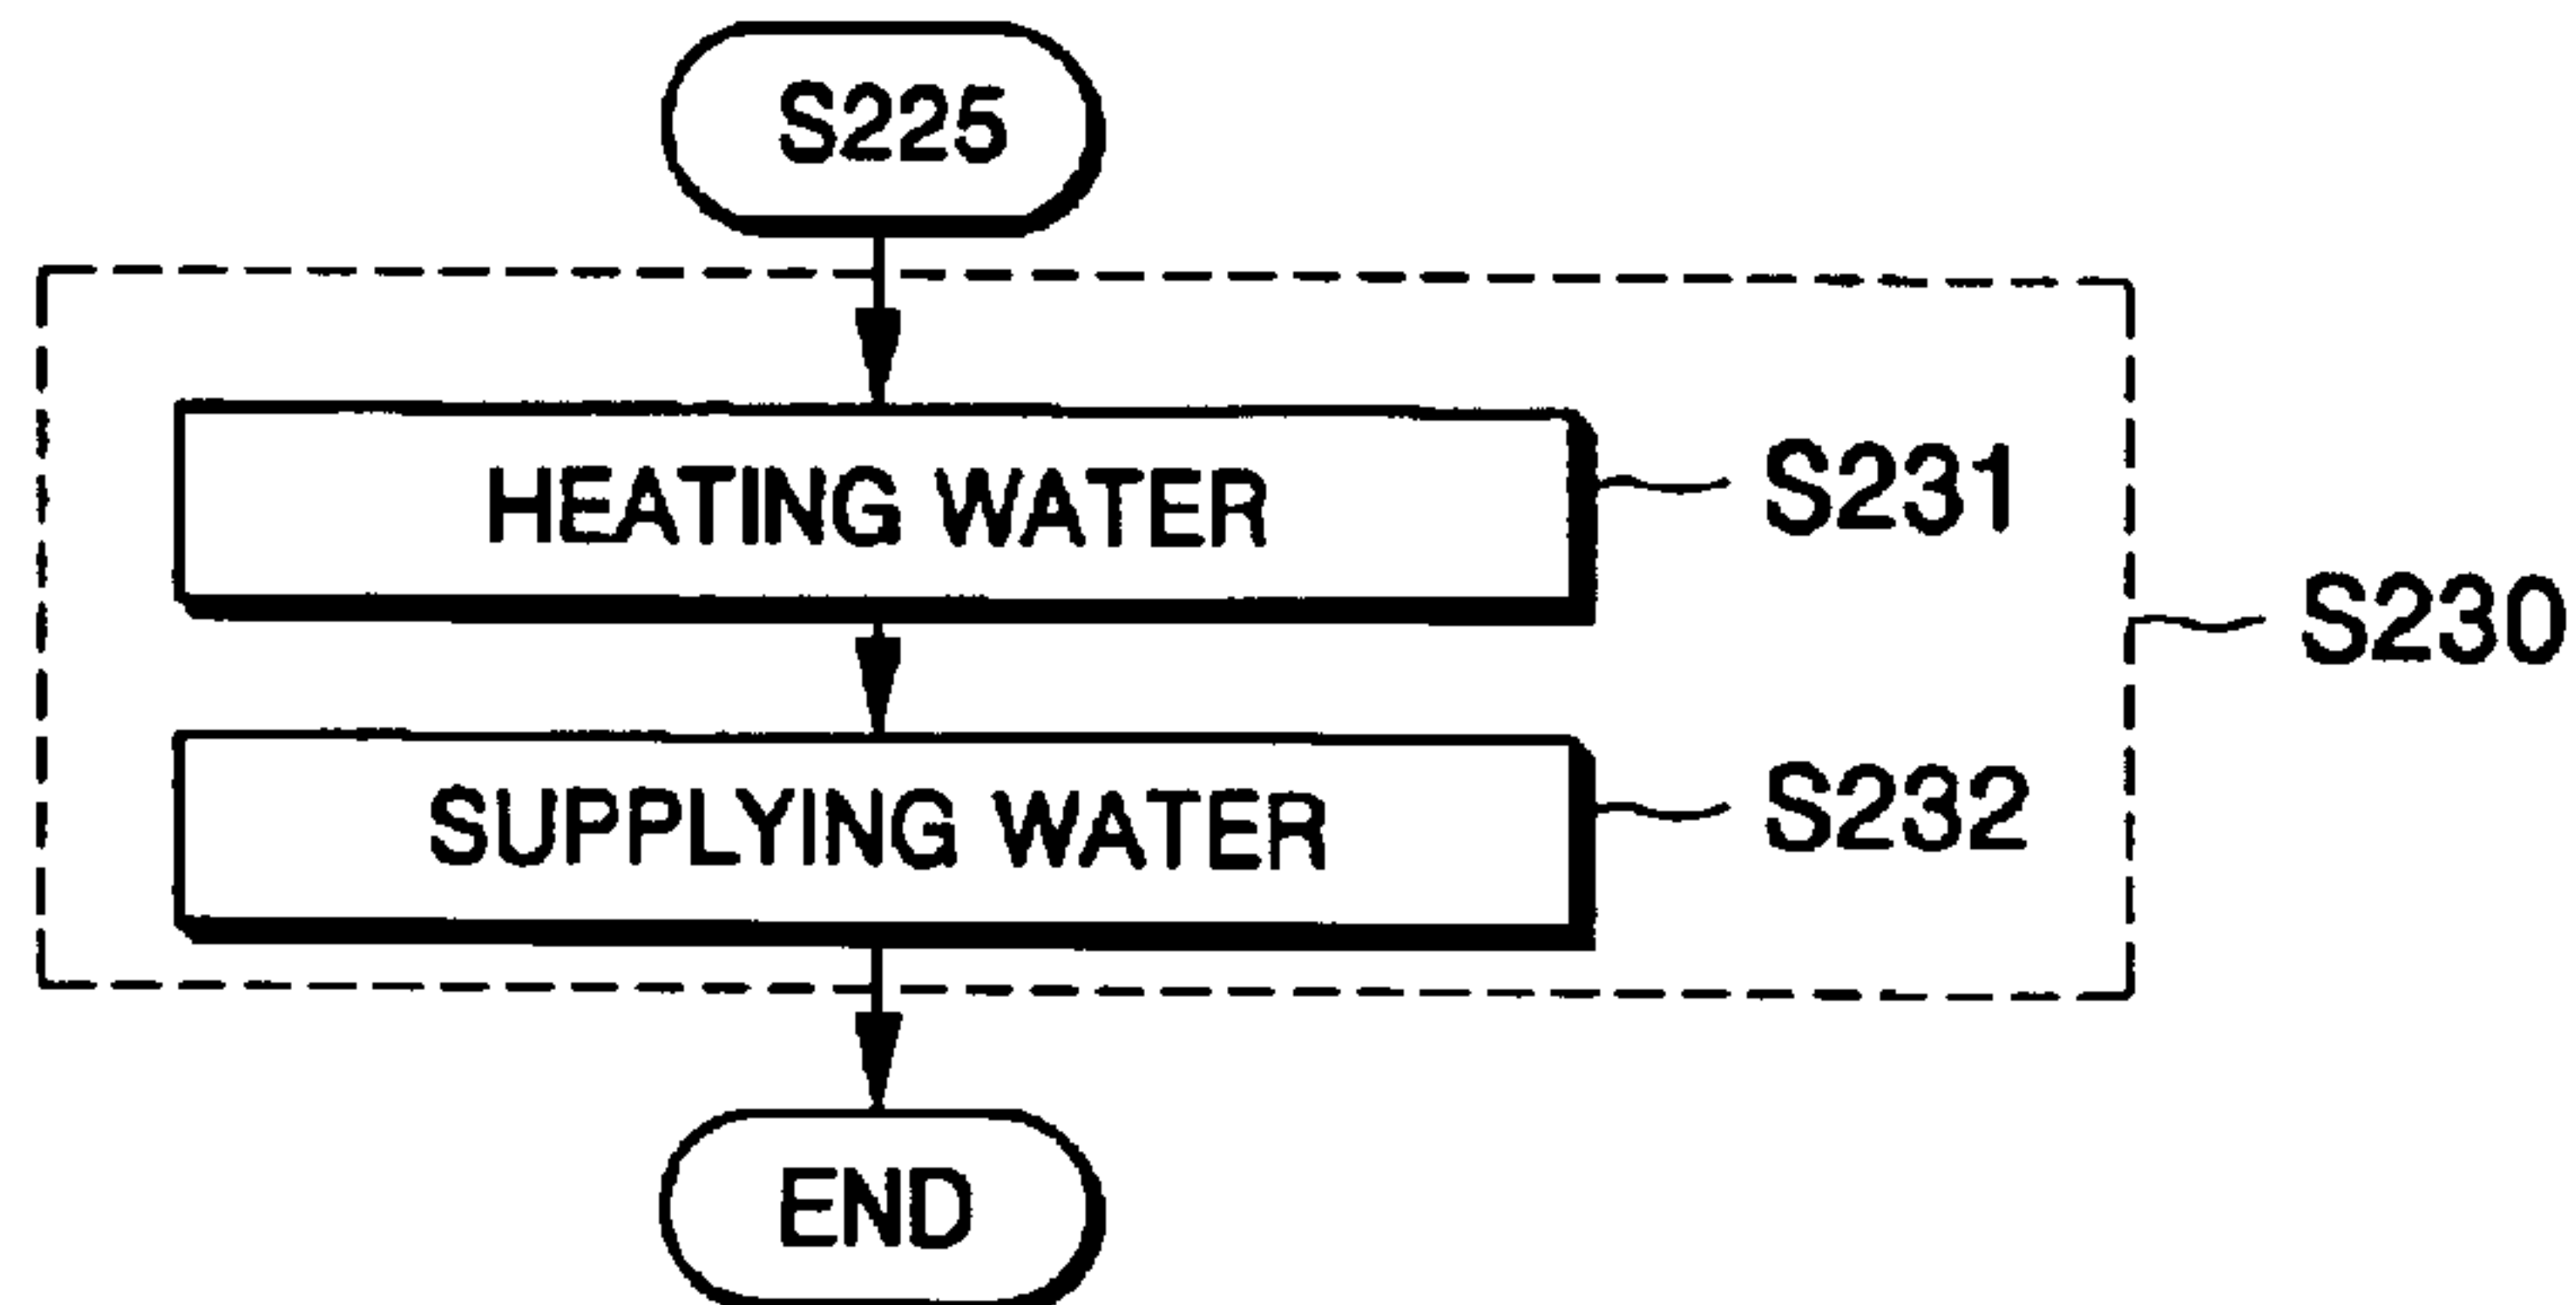 S225
HEATING WATER
S231
S230
SUPPLYING WATER
S232
END